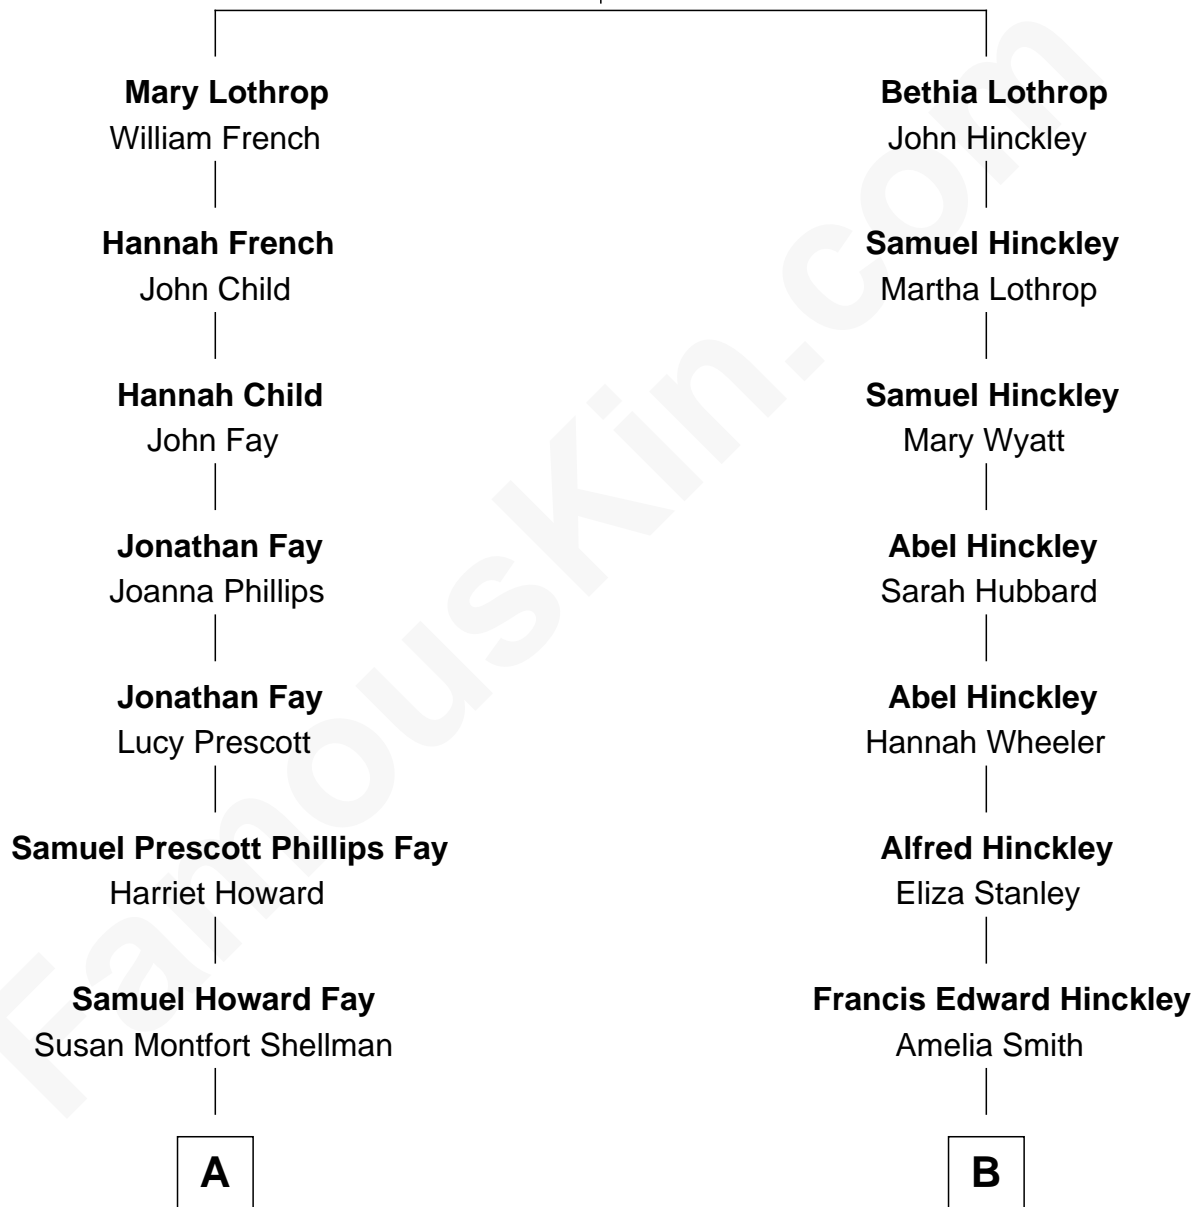 Mary Lothrop
William French
Hannah French
John Child
Hannah Child
John Fay
Jonathan Fay
Joanna Phillips
Jonathan Fay
Lucy Prescott
Samuel Prescott Phillips Fay
Harriet Howard
Samuel Howard Fay
Susan Montfort Shellman
A
Bethia Lothrop
John Hinckley
Samuel Hinckley
Martha Lothrop
Samuel Hinckley
Mary Wyatt
Abel Hinckley
Sarah Hubbard
Abel Hinckley
Hannah Wheeler
Alfred Hinckley
Eliza Stanley
Francis Edward Hinckley
Amelia Smith
B
FamousKin.com